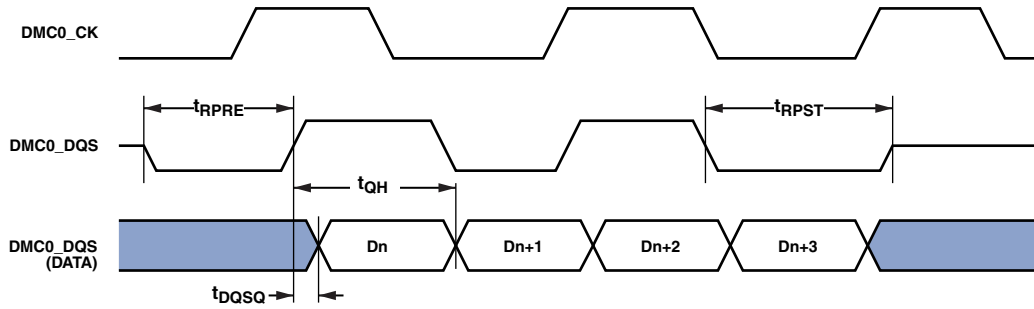 DMC0_CK
tRPRE
tRPST
DMC0_DQS
tQH
DMC0_DQS
(DATA)
Dn
Dn+1
Dn+2
Dn+3
tDQSQ